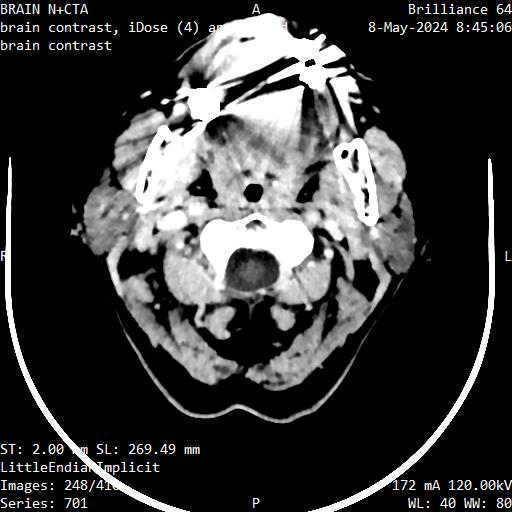 BRAIN N+CTA
A
Brilliance 64
brain contrast, iDose (4)
8-May-2024 8:45:06
brain contrast
R
L
ST: 2.00 mm SL: 269.49 mm
LittleEndianImplicit
Images: 248/41
172 mA 120.00kV
Series: 701
P
WL: 40 WW: 80